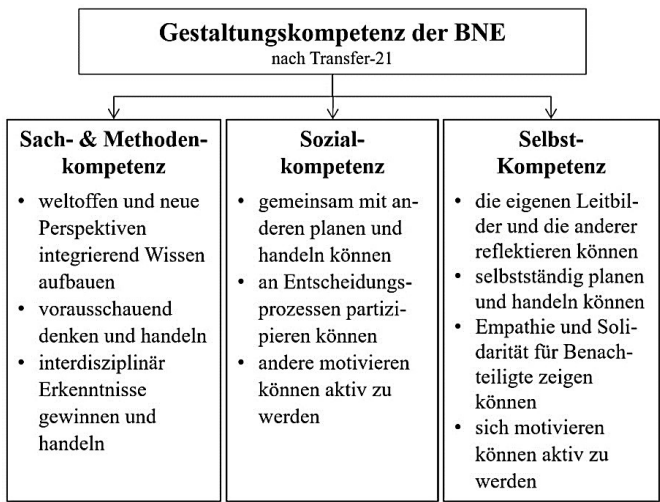 Gestaltungskompetenz der BNE
nach Transfer-21
Sach- & Methoden-
kompetenz
• weltoffen und neue
Perspektiven
integrierend Wissen
aufbauen
• vorausschauend
denken und handeln
• interdisziplinär
Erkenntnisse
gewinnen und
handeln
Sozial-
kompetenz
• gemeinsam mit an-
deren planen und
handeln können
• an Entscheidungs-
prozessen partizi-
pieren können
• andere motivieren
können aktiv zu
werden
Selbst-
Kompetenz
• die eigenen Leitbil-
der und die anderer
reflektieren können
• selbstständig planen
und handeln können
• Empathie und Soli-
darität für Benach-
teiligte zeigen
können
• sich motivieren
können aktiv zu
werden